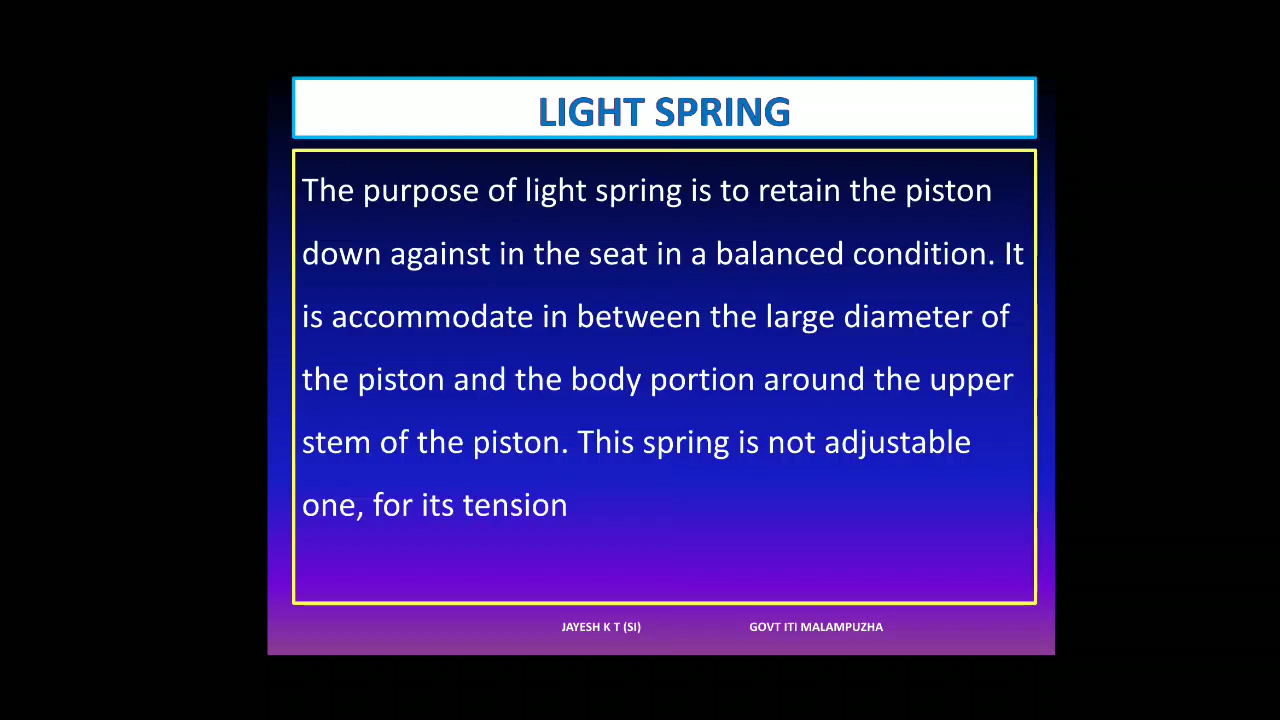 LIGHT SPRING
The purpose of light spring is to retain the piston
down against in the seat in a balanced condition. It
is accommodate in between the large diameter of
the piston and the body portion around the upper
stem of the piston. This spring is not adjustable
one, for its tension
JAYESH K T (SI) GOVT ITI MALAMPUZHA